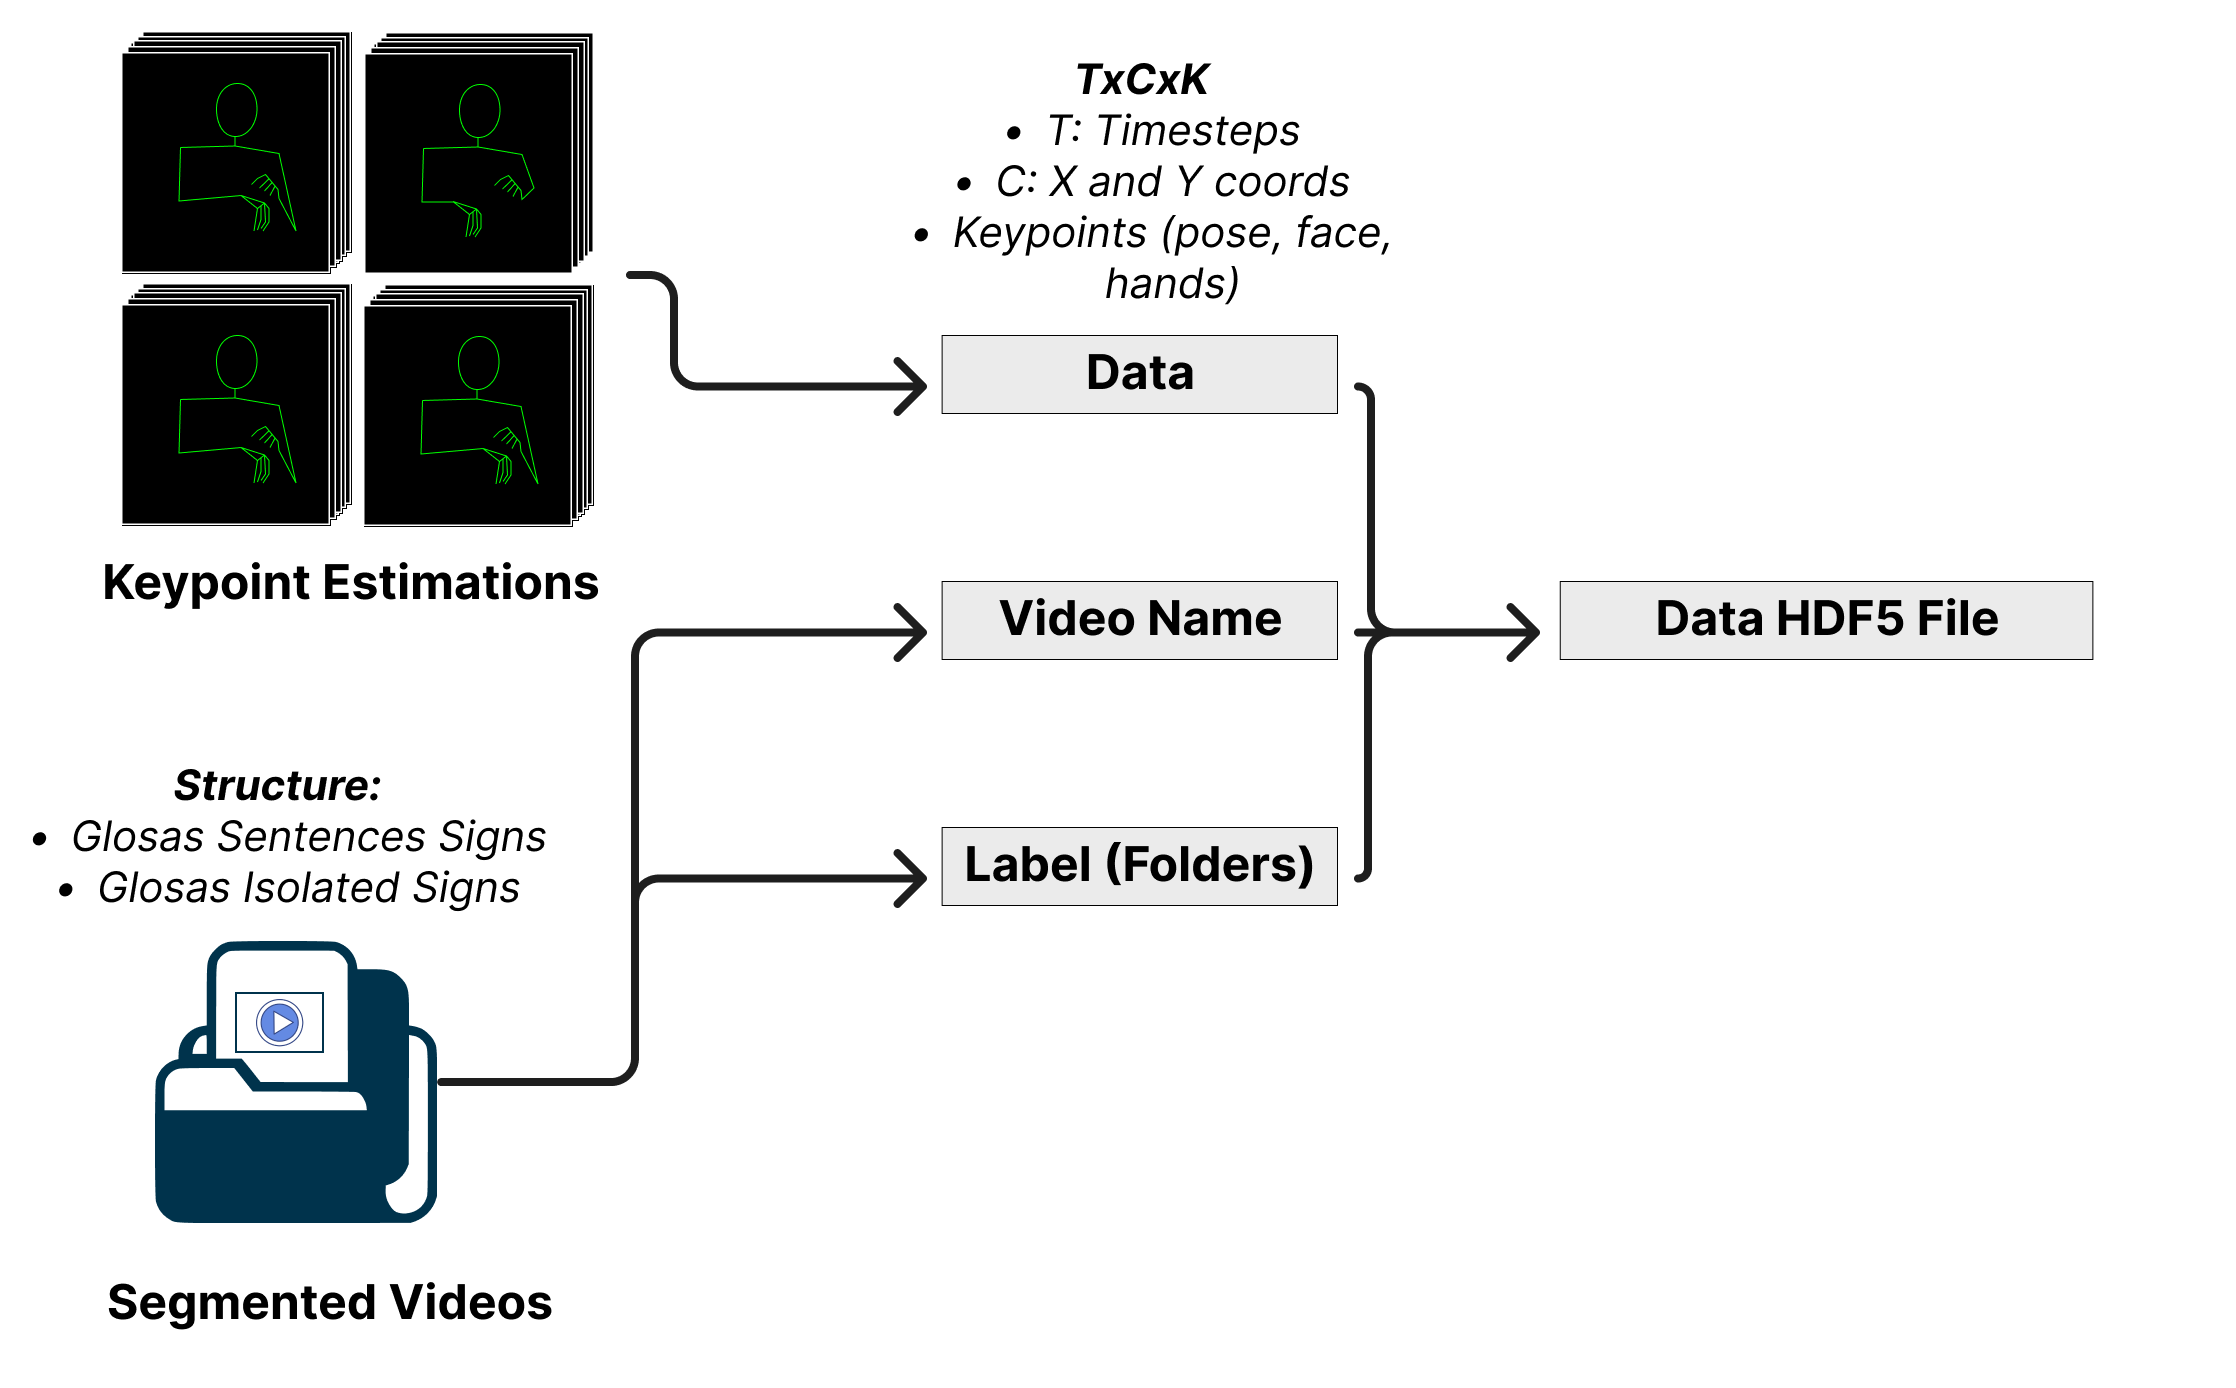 TxCxK
• T: Timesteps
• C: X and Y coords
• Keypoints (pose, face,
hands)
Data
Keypoint Estimations
Video Name
Data HDF5 File
Structure:
• Glosas Sentences Signs
• Glosas Isolated Signs
Label (Folders)
Segmented Videos